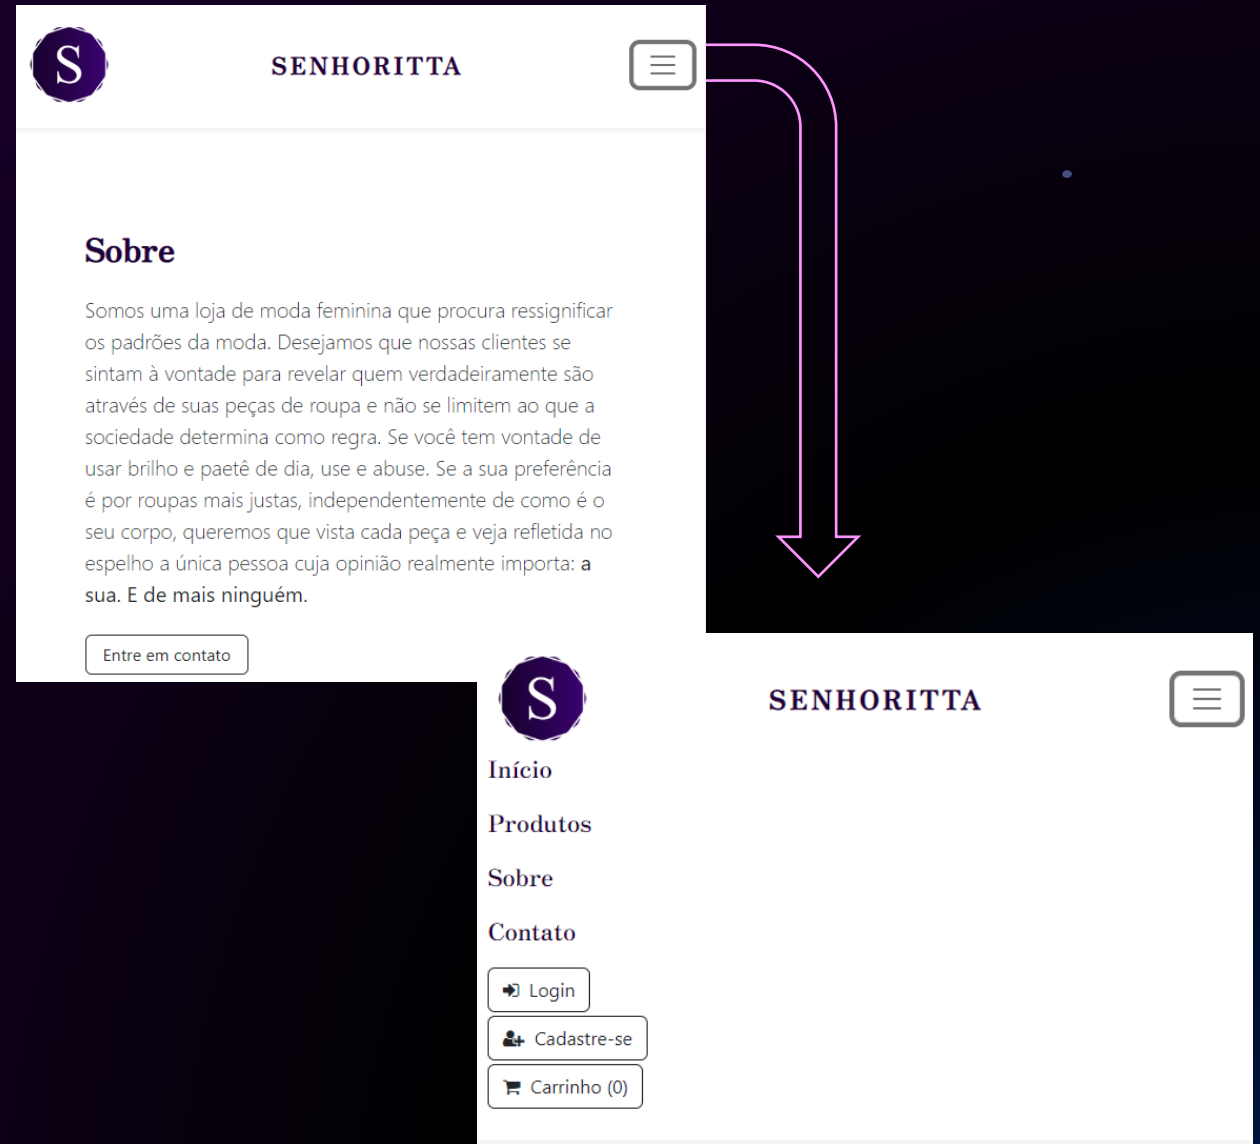 S
SENHORITTA
Sobre
Somos uma loja de moda feminina que procura ressignificar
os padrões da moda. Desejamos que nossas clientes se
sintam à vontade para revelar quem verdadeiramente são
através de suas peças de roupa e não se limitem ao que a
sociedade determina como regra. Se você tem vontade de
usar brilho e paetê de dia, use e abuse. Se a sua preferência
é por roupas mais justas, independentemente de como é o
seu corpo, queremos que vista cada peça e veja refletida no
espelho a única pessoa cuja opinião realmente importa: a
sua. E de mais ninguém.
Entre em contato
S
SENHORITTA
Início
Produtos
Sobre
Contato
Login
Cadastre-se
Carrinho (0)